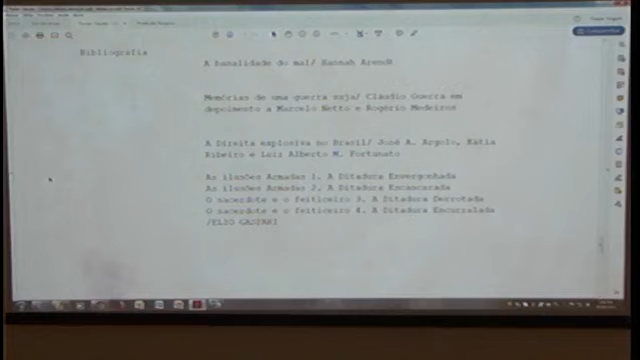 Bibliografia
A banalidade do mal/ Hannah Arendt
Memórias de uma guerra suja/ Cláudio Guerra em
depoimento a Marcelo Netto e Rogério Medeiros
A Direita explosiva no Brasil/ José A. Argolo, Kátia
Ribeiro e Luiz Alberto M. Fortunato
As ilusões Armadas 1. A Ditadura Envergonhada
As ilusões Armadas 2. A Ditadura Escancarada
O sacerdote e o feiticeiro 3. A Ditadura Derrotada
O sacerdote e o feiticeiro 4. A Ditadura Encurralada
/ELIO GASPARI